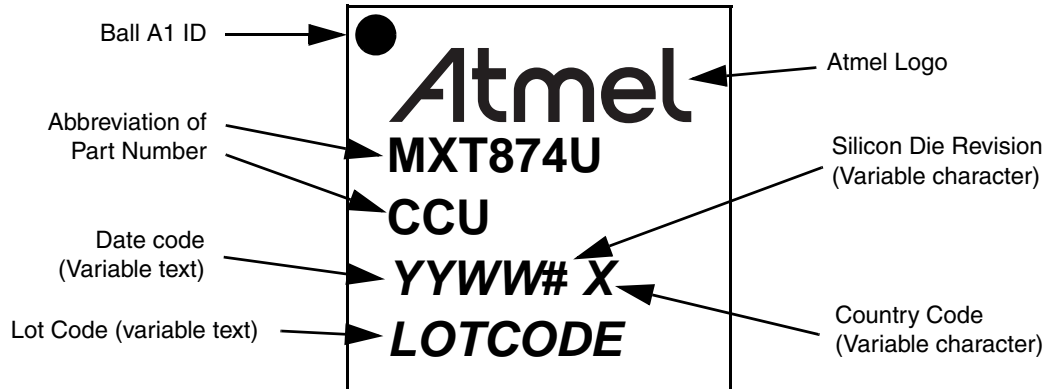 Ball A1 ID
Atmel
Atmel Logo
Abbreviation of
Part Number
MXT874U
Silicon Die Revision
(Variable character)
CCU
Date code
(Variable text)
YYWW# X
Lot Code (variable text)
LOTCODE
Country Code
(Variable character)